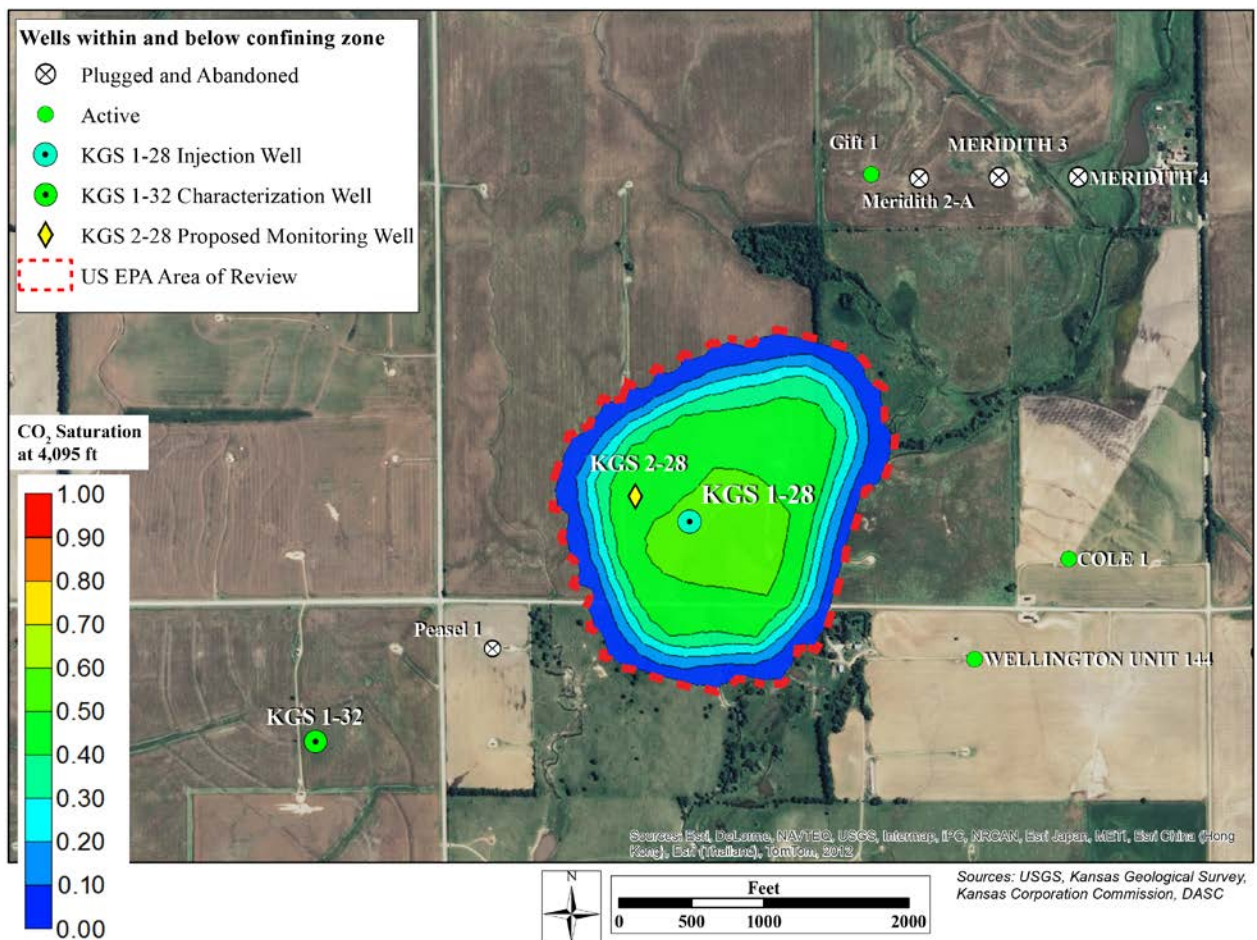 Wells within and below confining zone
Plugged and Abandoned
Active
KGS 1-28 Injection Well
KGS 1-32 Characterization Well
KGS 2-28 Proposed Monitoring Well
US EPA Area of Review
Gift 1
MERIDITH 3
Meridith 2-A
MERIDITH 4
KGS 2-28
KGS 1-28
COLE 1
Peasel 1
WELLINGTON UNIT 144
KGS 1-32
CO₂ Saturation
at 4,095 ft
1.00
0.90
0.80
0.70
0.60
0.50
0.40
0.30
0.20
0.10
0.00
Sources: Esri, DeLorme, NAVTEQ, USGS, Intermap, iPC, NRCAN, Esri Japan, METI, Esri China (Hong
Kong), Esri (Thailand), TomTom, 2012
N
Feet
0 500 1000 2000
Sources: USGS, Kansas Geological Survey,
Kansas Corporation Commission, DASC